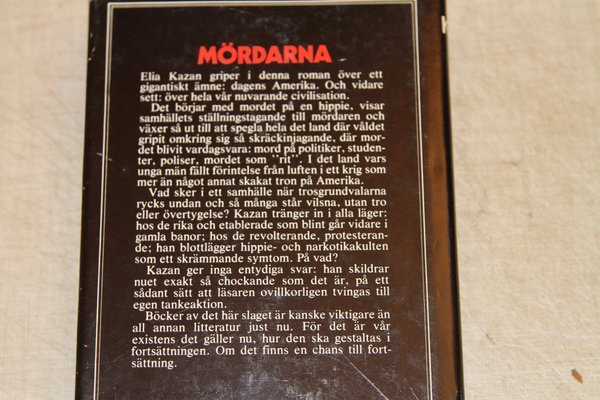 MÖRDARNA
Elia Kazan griper i denna roman över ett
gigantiskt ämne: dagens Amerika. Och vidare
sett: över hela vår nuvarande civilisation.
Det börjar med mordet på en hippie, visar
samhällets ställningstagande till mördaren och
växer så ut till att spegla hela det land där våldet
gripit omkring sig så skräckinjagande, där mor-
det blivit vardagsvara: mord på politiker, studen-
ter, poliser, mordet som "rit". I det land vars
unga män fällt förintelse från luften i ett krig som
mer än något annat skakat tron på Amerika.
Vad sker i ett samhälle när trosgrundvalarna
rycks undan och så många står vilsna, utan tro
eller övertygelse? Kazan tränger in i alla läger:
hos de rika och etablerade som blint går vidare i
gamla banor; hos de revolterande, protesteran-
de; han blottlägger hippie- och narkotikakulten
som ett skrämmande symtom. På vad?
Kazan ger inga entydiga svar: han skildrar
nuet exakt så chockande som det är, på ett
sådant sätt att läsaren ovillkorligen tvingas till
egen tankeaktion.
Böcker av det här slaget är kanske viktigare än
all annan litteratur just nu. För det är vår
existens det gäller nu, hur den ska gestaltas i
fortsättningen. Om det finns en chans till fort-
sättning.